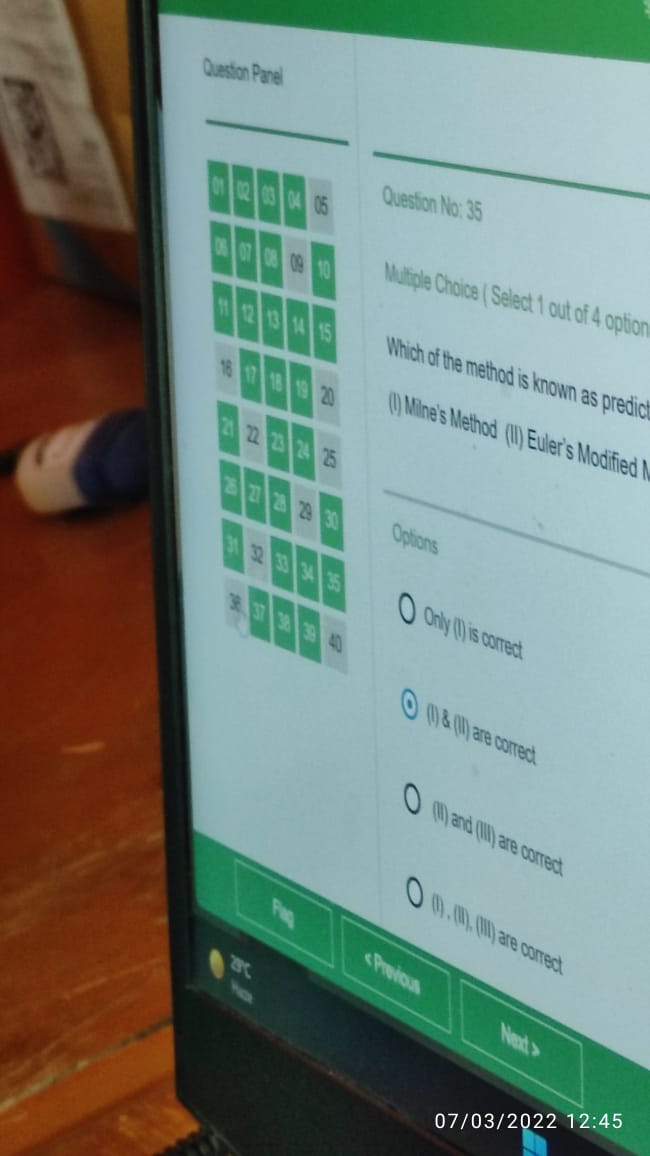 Question Panel
01 02 03 04 05
06 07 08 09 10
11 12 13 14 15
16 17 18 19 20
21 22 23 24 25
26 27 28 29 30
31 32 33 34 35
36 37 38 39 40
Question No: 35
Multiple Choice ( Select 1 out of 4 option
Which of the method is known as predict
(I) Milne's Method (II) Euler's Modified M
Options
Only (I) is correct
(I) & (II) are correct
(II) and (III) are correct
(I) , (II), (III) are correct
Flag
< Previous
Next >
29°C
Haze
07/03/2022 12:45